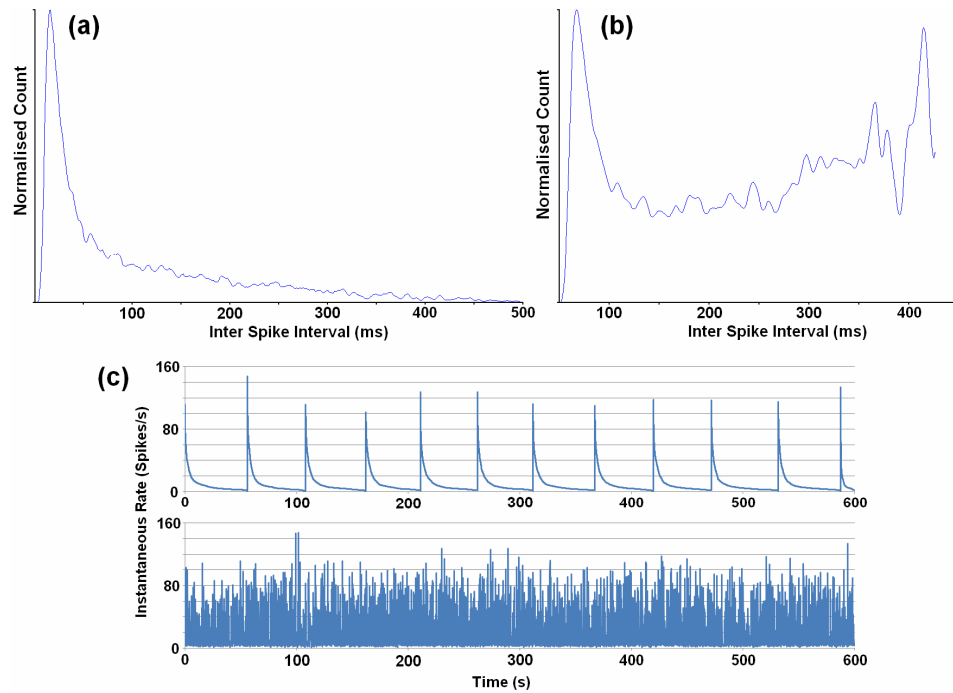 (a)
Normalised Count
100 200 300 400 500
Inter Spike Interval (ms)
(b)
Normalised Count
100 200 300 400
Inter Spike Interval (ms)
(c)
Instantaneous Rate (Spikes/s)
160
80
0
0 100 200 300 400 500 600
160
80
0
0 100 200 300 400 500 600
Time (s)